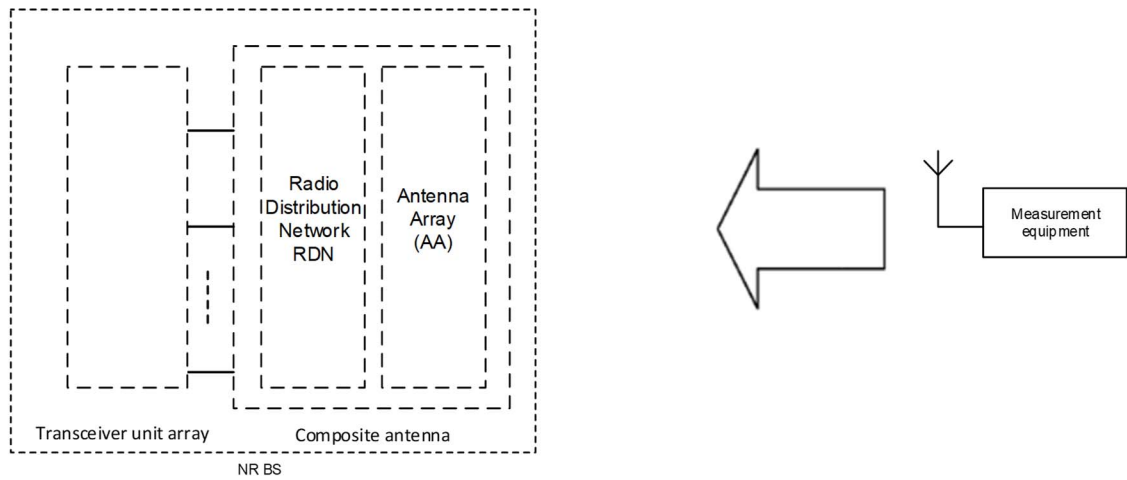 Radio
Distribution
Network
RDN
Antenna
Array
(AA)
Measurement
equipment
Transceiver unit array
Composite antenna
NR BS